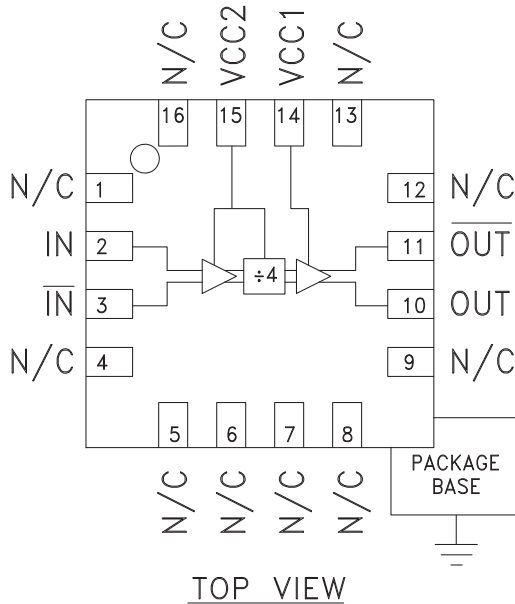 N/C
VCC2
VCC1
N/C
16
15
14
13
N/C 1
12 N/C
IN 2
11 OUT
÷4
IN 3
10 OUT
N/C 4
9 N/C
5
6
7
8
N/C
N/C
N/C
N/C
PACKAGE
BASE
TOP VIEW